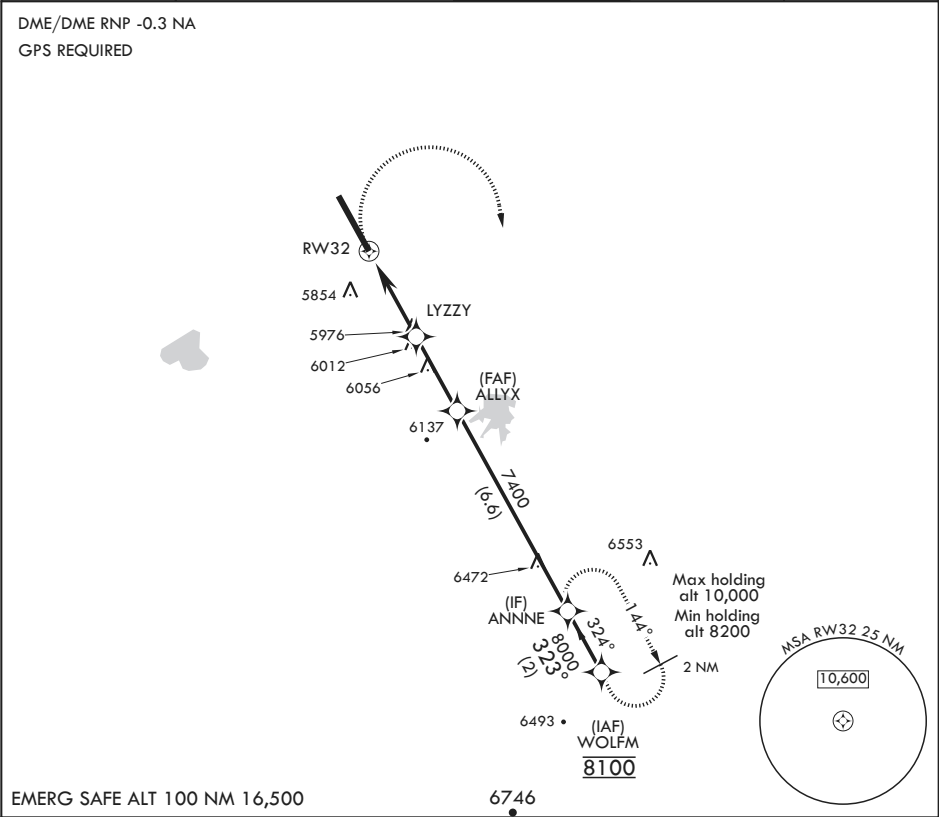 DME/DME RNP -0.3 NA
GPS REQUIRED
RW32
5854
LYZZY
5976
6012
6056
(FAF)
ALLYX
6137
7400
(6.6)
6553
6472
Max holding
alt 10,000
Min holding
alt 8200
(IF)
ANNNE
324°
144°
8000
323°
(2)
2 NM
MSA RW32 25 NM
10,600
6493
(IAF)
WOLFM
8100
EMERG SAFE ALT 100 NM 16,500
6746